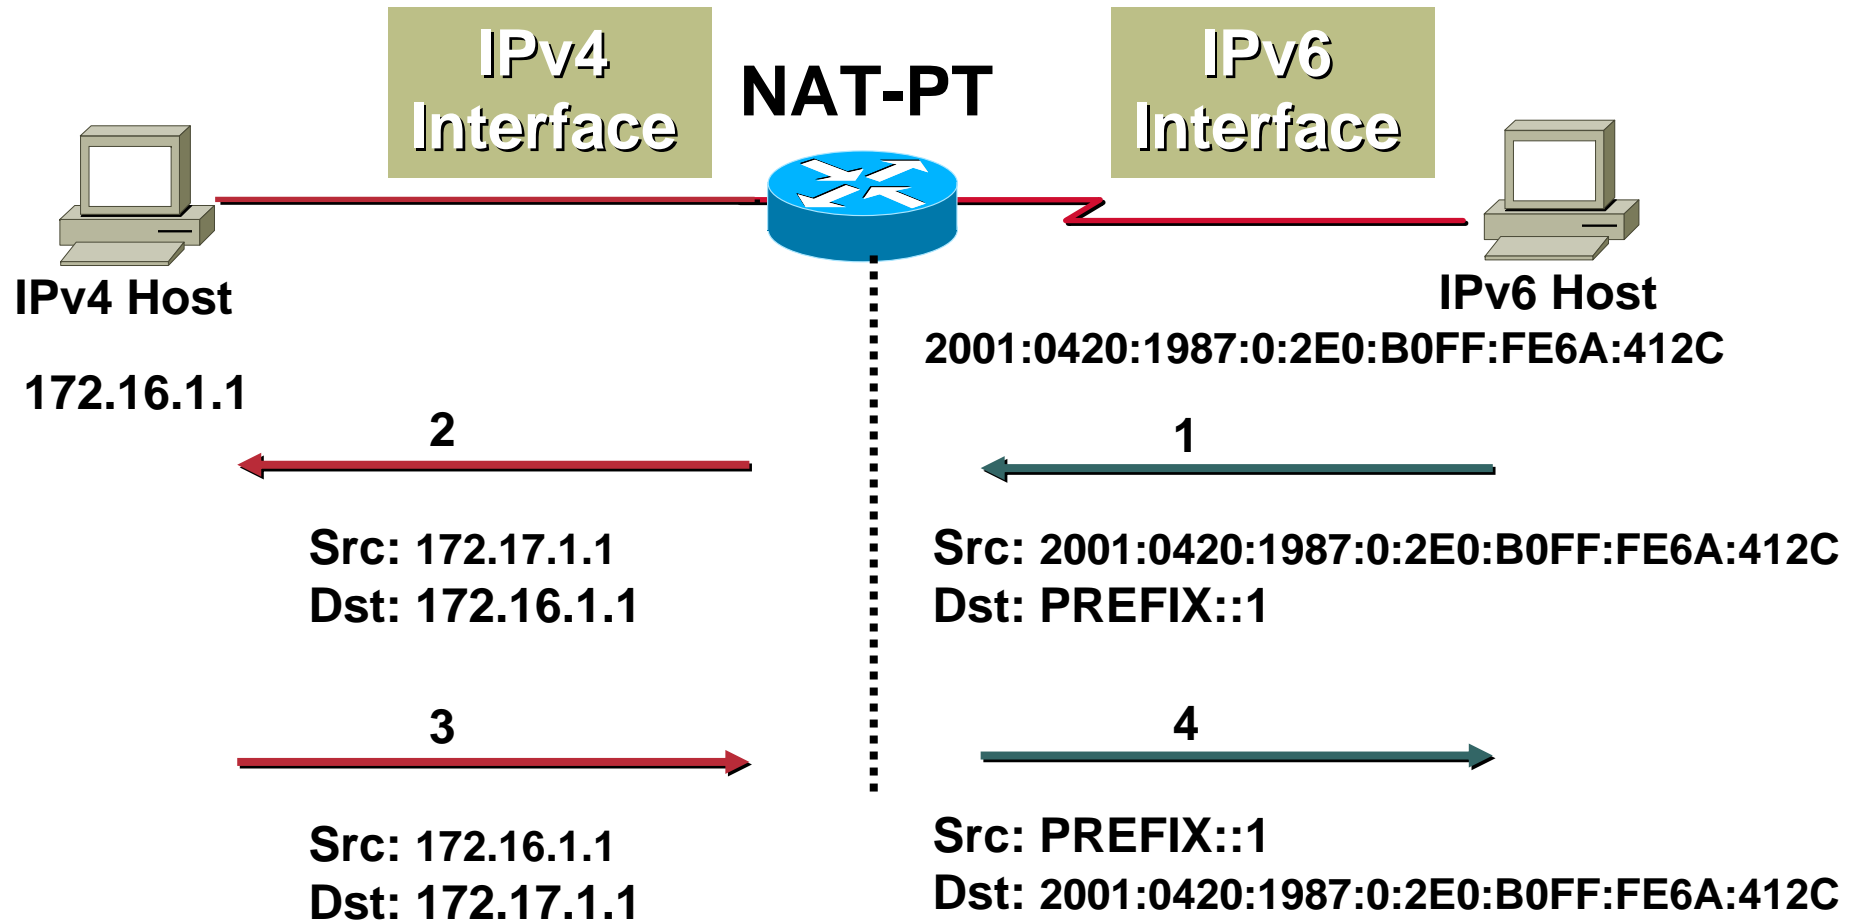 IPv4
Interface
NAT-PT
IPv6
Interface
IPv4 Host
172.16.1.1
IPv6 Host
2001:0420:1987:0:2E0:B0FF:FE6A:412C
2
Src: 172.17.1.1
Dst: 172.16.1.1
1
Src: 2001:0420:1987:0:2E0:B0FF:FE6A:412C
Dst: PREFIX::1
3
Src: 172.16.1.1
Dst: 172.17.1.1
4
Src: PREFIX::1
Dst: 2001:0420:1987:0:2E0:B0FF:FE6A:412C